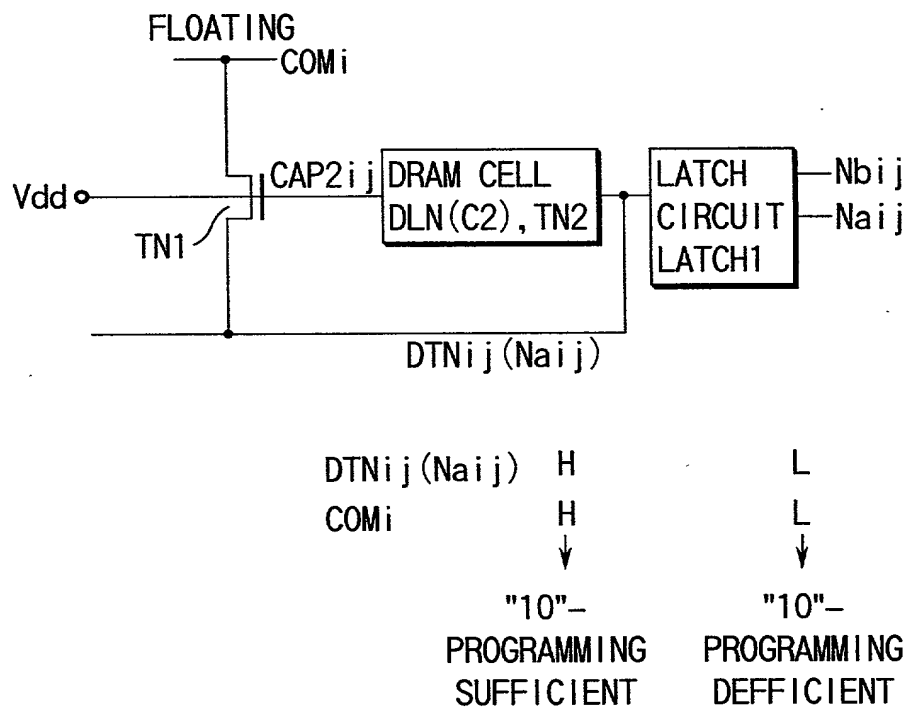 FLOATING
COMi
CAP2ij
DRAM CELL
DLN(C2), TN2
LATCH
CIRCUIT
LATCH1
Nbij
Naij
Vdd
TN1
DTNij(Naij)
DTNij(Naij) H L
COMi H L
"10"- "10"-
PROGRAMMING PROGRAMMING
SUFFICIENT DEFFICIENT